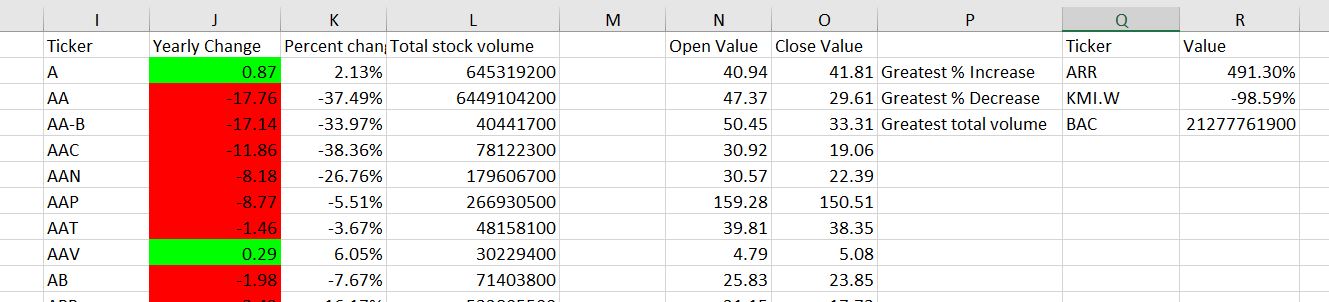 I J K L M N O P Q R
Ticker Yearly Change Percent chan Total stock volume Open Value Close Value Ticker Value
A 0.87 2.13% 645319200 40.94 41.81 Greatest % Increase ARR 491.30%
AA -17.76 -37.49% 6449104200 47.37 29.61 Greatest % Decrease KMI.W -98.59%
AA-B -17.14 -33.97% 40441700 50.45 33.31 Greatest total volume BAC 21277761900
AAC -11.86 -38.36% 78122300 30.92 19.06
AAN -8.18 -26.76% 179606700 30.57 22.39
AAP -8.77 -5.51% 266930500 159.28 150.51
AAT -1.46 -3.67% 48158100 39.81 38.35
AAV 0.29 6.05% 30229400 4.79 5.08
AB -1.98 -7.67% 71403800 25.83 23.85